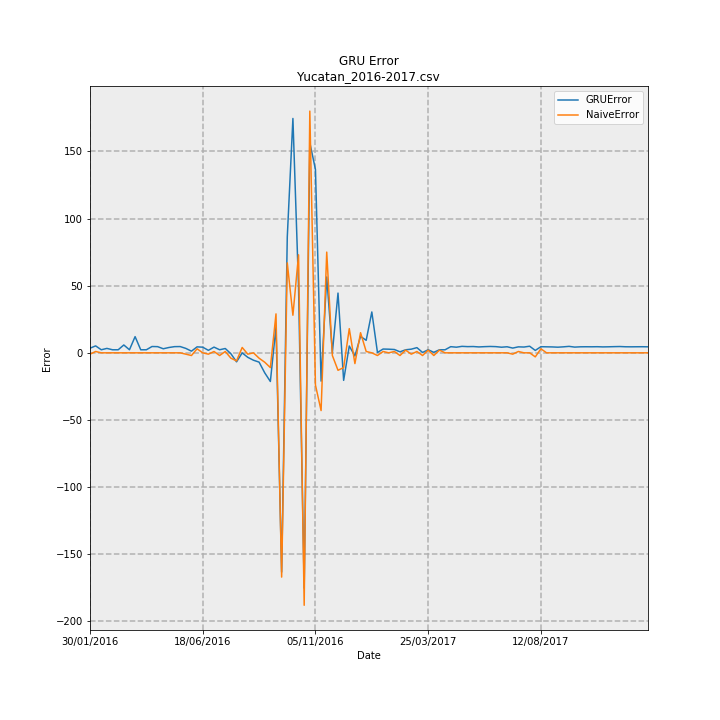 GRU Error
Yucatan_2016-2017.csv
GRUError
NaiveError
150
100
50
0
−50
−100
−150
−200
Error
30/01/2016 18/06/2016 05/11/2016 25/03/2017 12/08/2017
Date